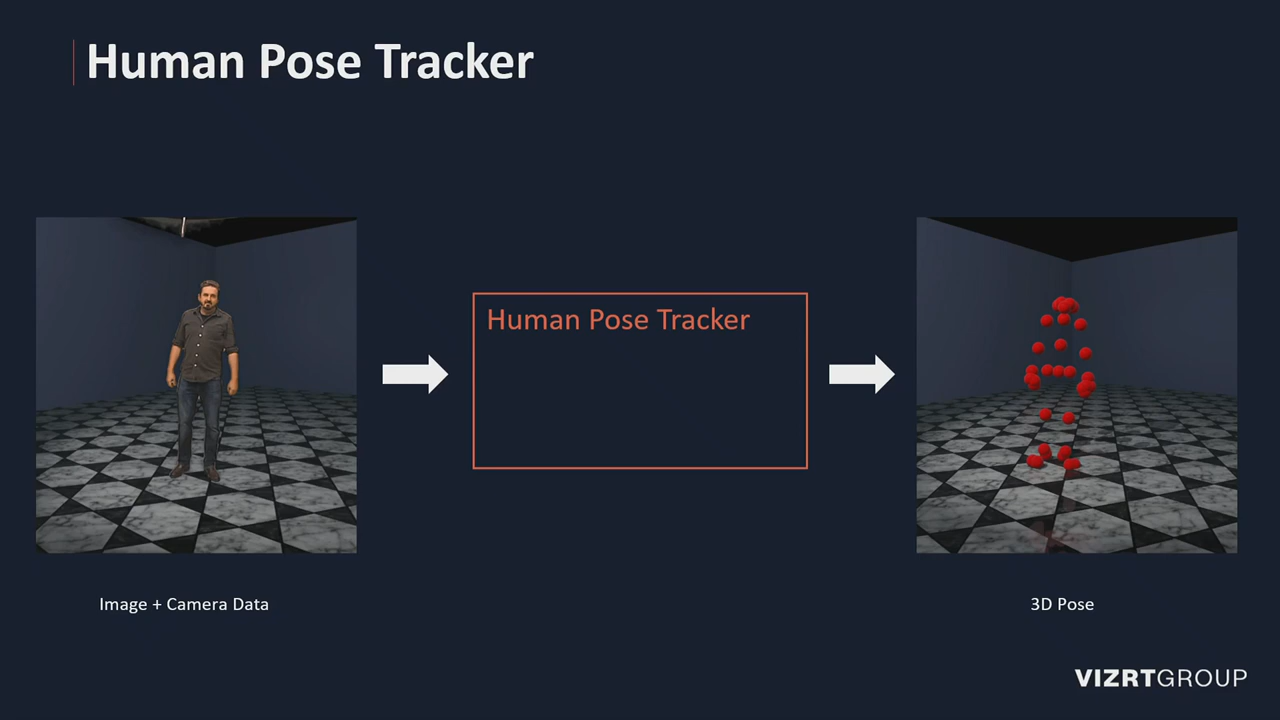 Human Pose Tracker
Human Pose Tracker
Image + Camera Data
3D Pose
VIZRTGROUP